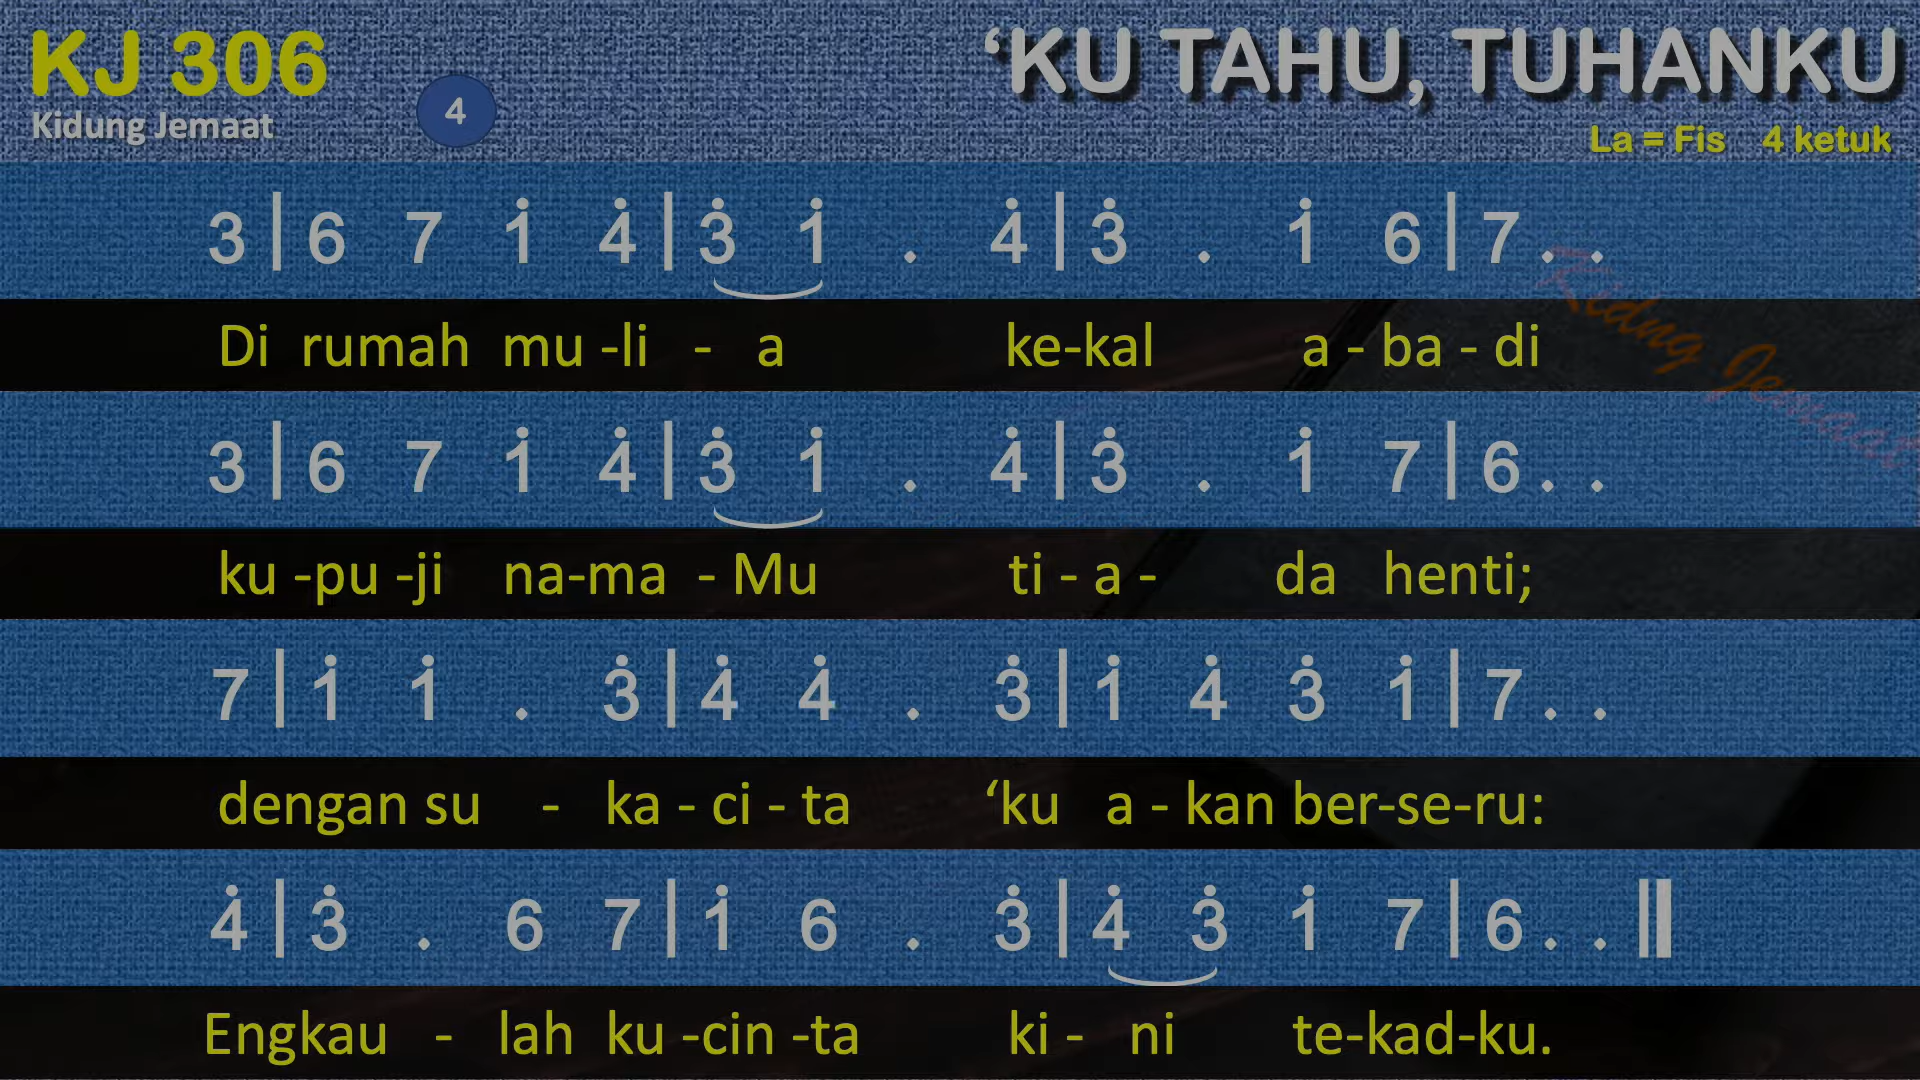 KJ 306
Kidung Jemaat
4
‘KU TAHU, TUHANKU
La = Fis 4 ketuk
3 | 6 7 1̇ 4̇ | 3̇ 1̇ . 4̇ | 3̇ . 1̇ 6 | 7 . .
Di rumah mu -li - a ke-kal a - ba - di
3 | 6 7 1̇ 4̇ | 3̇ 1̇ . 4̇ | 3̇ . 1̇ 7 | 6 . .
ku -pu -ji na-ma - Mu ti - a - da henti;
7 | 1̇ 1̇ . 3̇ | 4̇ 4̇ . 3̇ | 1̇ 4̇ 3̇ 1̇ | 7 . .
dengan su - ka - ci - ta ‘ku a - kan ber-se-ru:
4̇ | 3̇ . 6 7 | 1̇ 6 . 3̇ | 4̇ 3̇ 1̇ 7 | 6 . . ||
Engkau - lah ku -cin -ta ki - ni te-kad-ku.
Kidung Jemaat